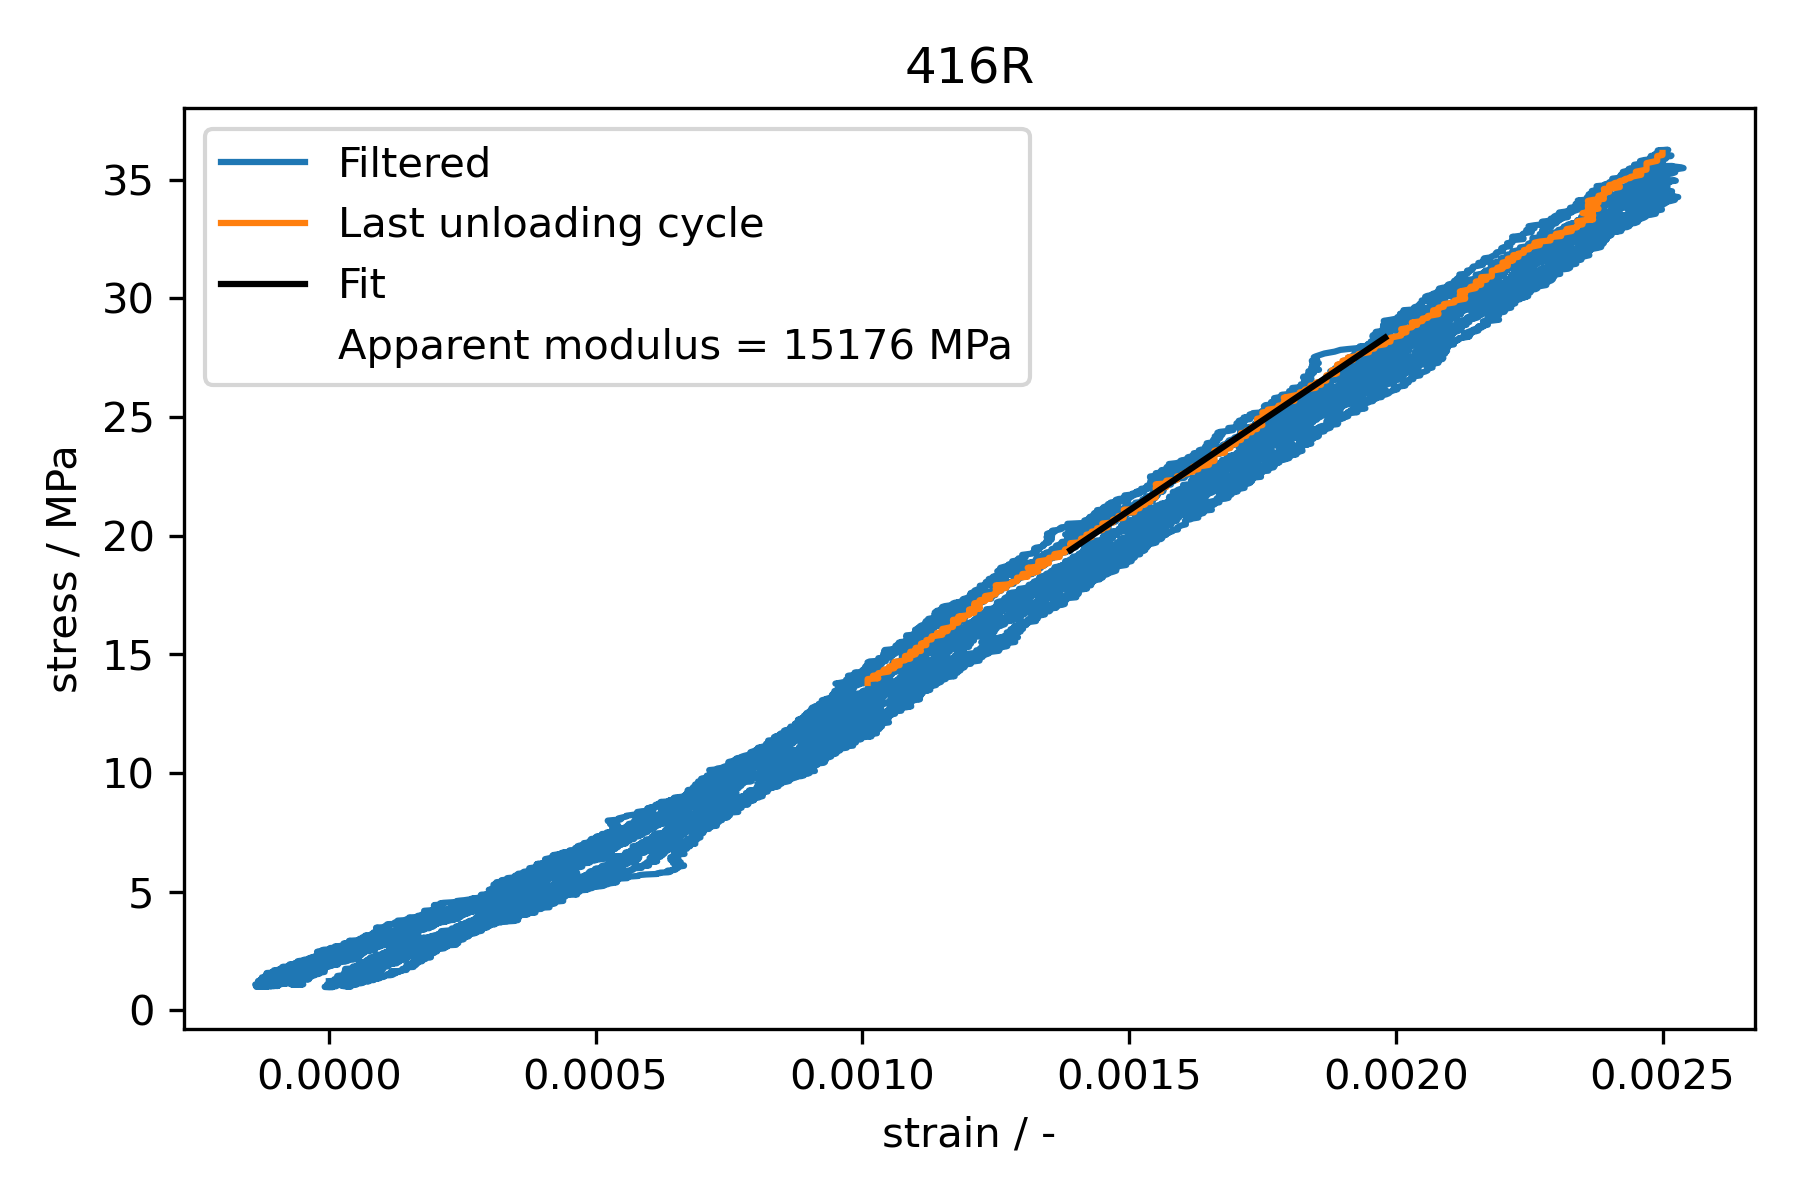 416R
Filtered
Last unloading cycle
Fit
Apparent modulus = 15176 MPa
35
30
25
20
15
10
5
0
stress / MPa
0.0000 0.0005 0.0010 0.0015 0.0020 0.0025
strain / -